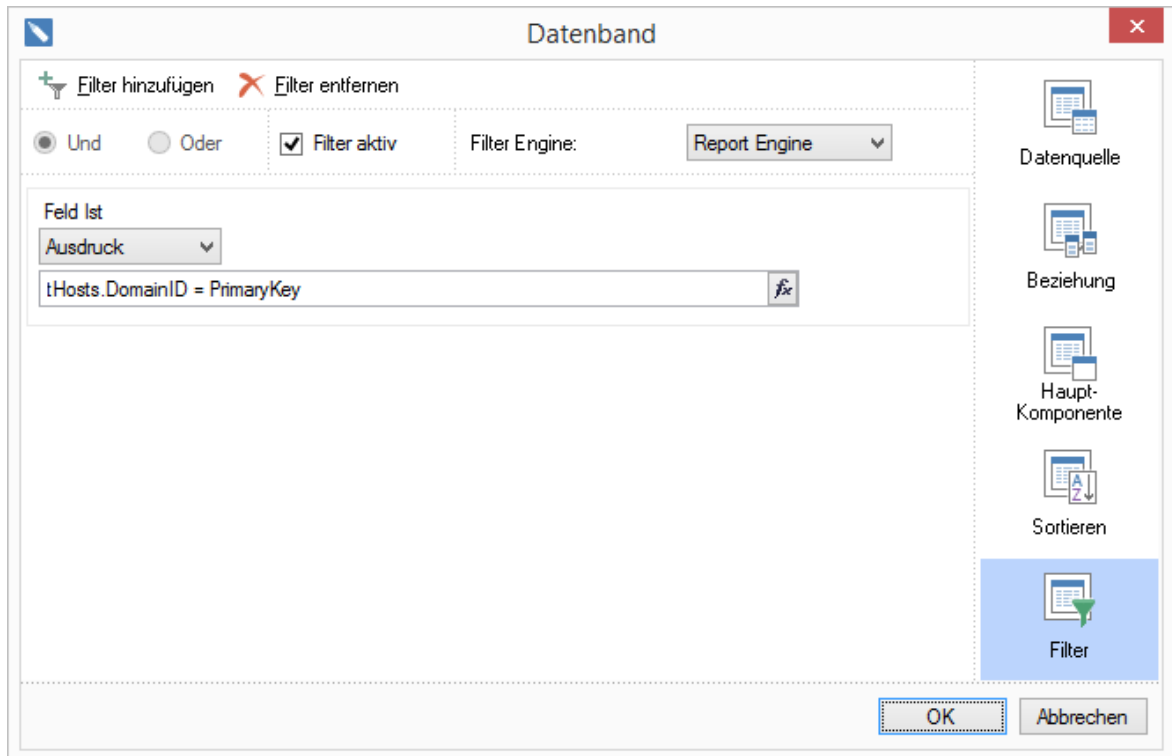 Datenband
Filter hinzufügen Filter entfernen
Und Oder Filter aktiv Filter Engine: Report Engine
Feld Ist
Ausdruck
tHosts.DomainID = PrimaryKey fx
Datenquelle
Beziehung
Haupt-
Komponente
A
Z
Sortieren
Filter
OK Abbrechen